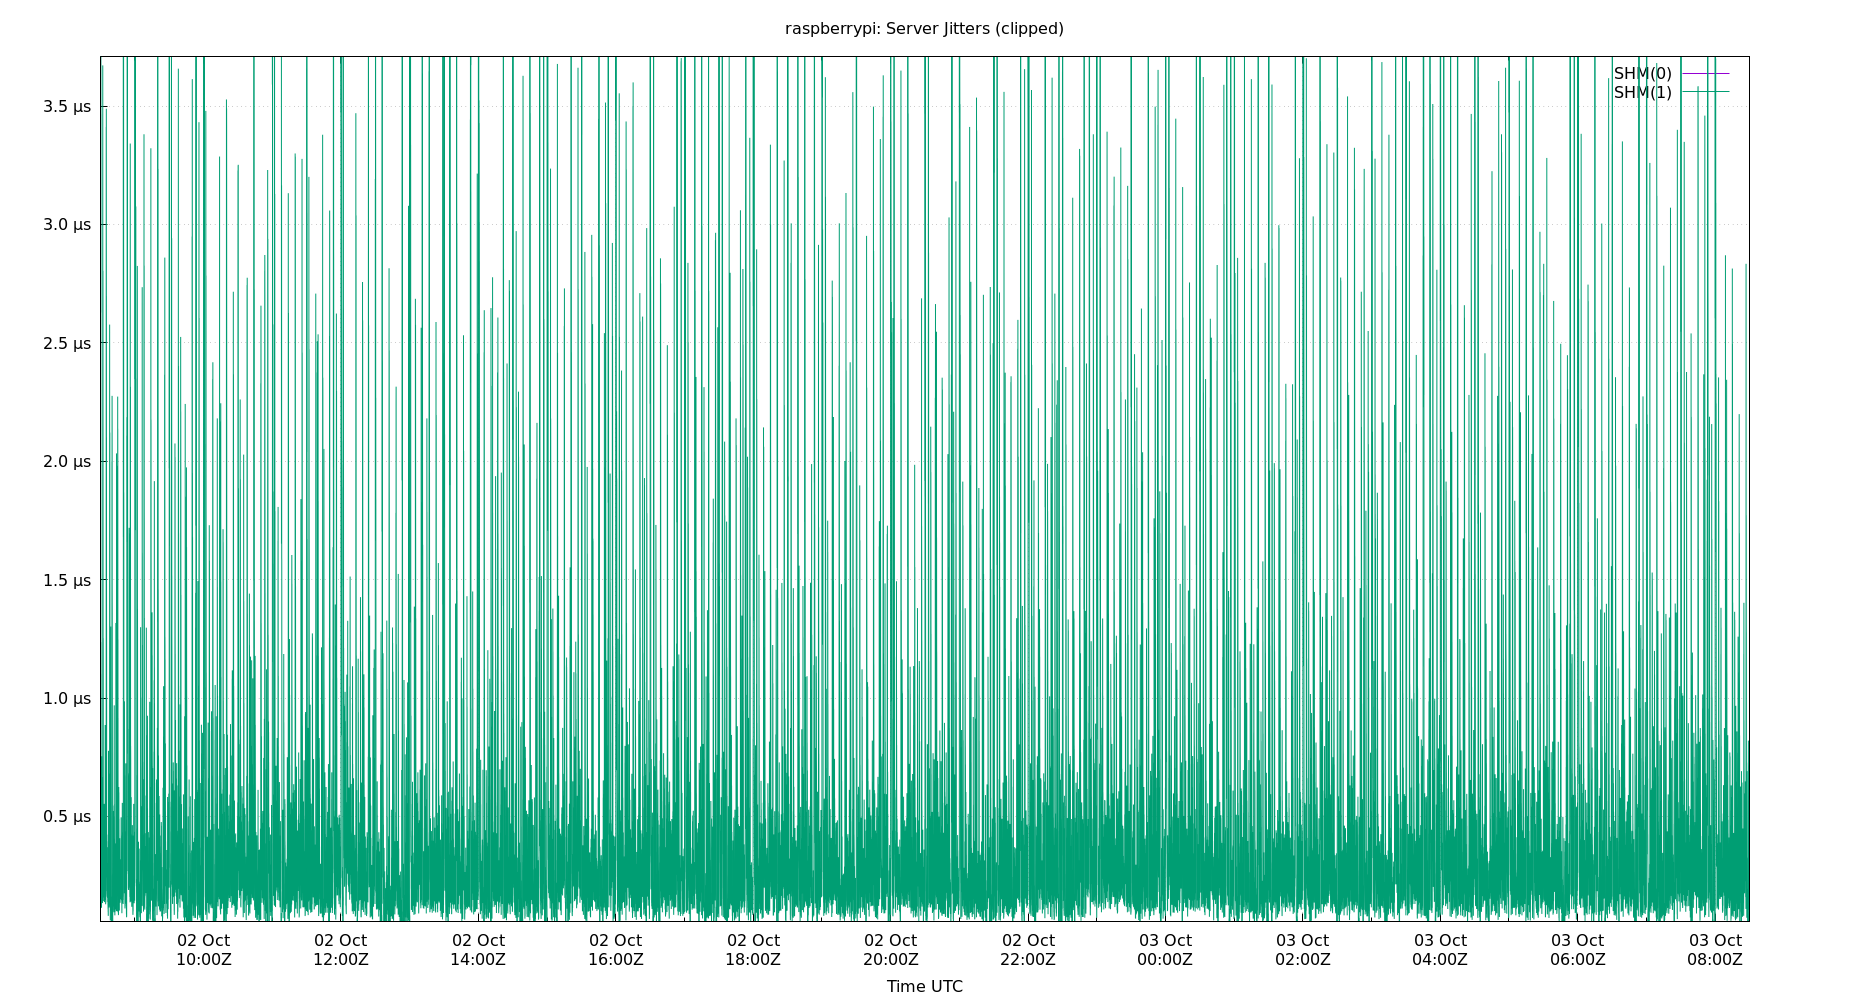 raspberrypi: Server Jitters (clipped)
SHM(0)
SHM(1)
3.5 µs
3.0 µs
2.5 µs
2.0 µs
1.5 µs
1.0 µs
0.5 µs
02 Oct 02 Oct 02 Oct 02 Oct 02 Oct 02 Oct 02 Oct 03 Oct 03 Oct 03 Oct 03 Oct 03 Oct
10:00Z 12:00Z 14:00Z 16:00Z 18:00Z 20:00Z 22:00Z 00:00Z 02:00Z 04:00Z 06:00Z 08:00Z
Time UTC